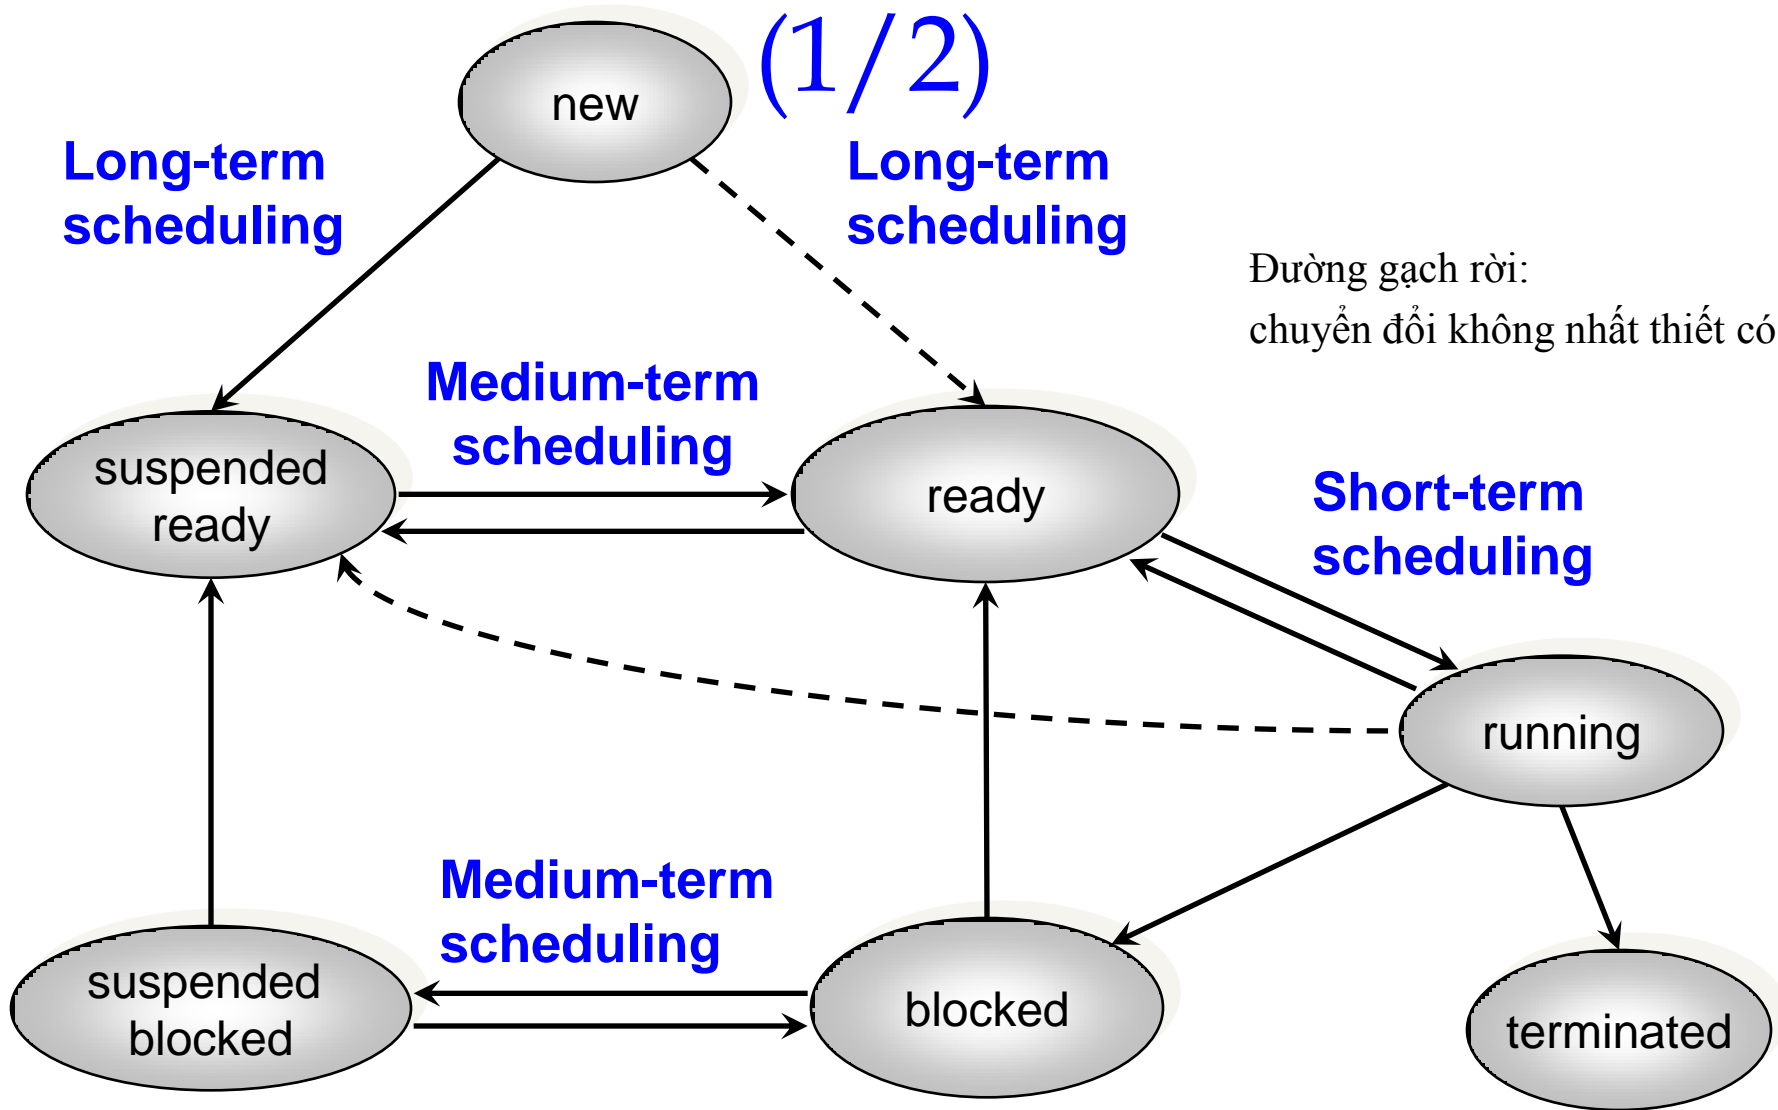 (1/2)
new
Long-term
scheduling
Long-term
scheduling
Đường gạch rời:
chuyển đổi không nhất thiết có
Medium-term
scheduling
suspended
ready
ready
Short-term
scheduling
running
Medium-term
scheduling
suspended
blocked
blocked
terminated